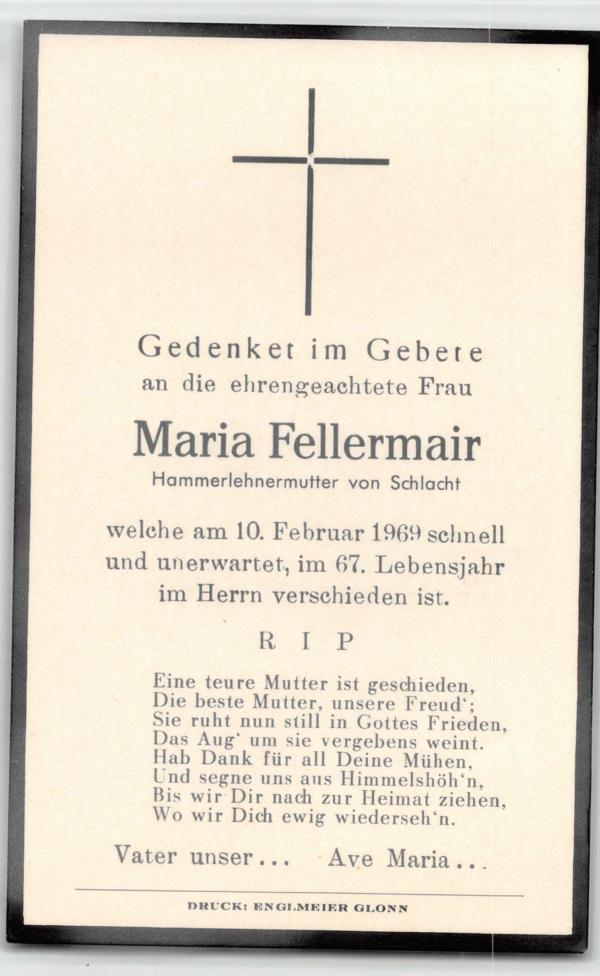 Gedenket im Gebete
an die ehrengeachtete Frau
Maria Fellermair
Hammerlehnermutter von Schlacht
welche am 10. Februar 1969 schnell
und unerwartet, im 67. Lebensjahr
im Herrn verschieden ist.
R I P
Eine teure Mutter ist geschieden,
Die beste Mutter, unsere Freud‘;
Sie ruht nun still in Gottes Frieden,
Das Aug‘ um sie vergebens weint.
Hab Dank für all Deine Mühen,
Und segne uns aus Himmelshöh‘n,
Bis wir Dir nach zur Heimat ziehen,
Wo wir Dich ewig wiederseh‘n.
Vater unser... Ave Maria...
DRUCK: ENGLMEIER GLONN